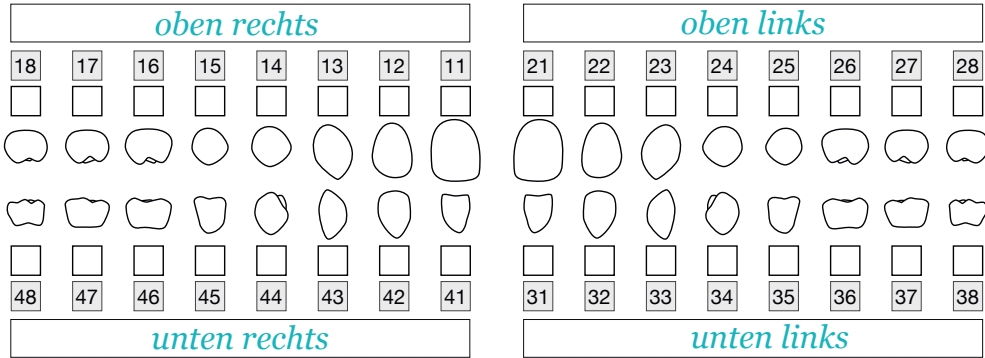 oben rechts oben links
18 17 16 15 14 13 12 11 21 22 23 24 25 26 27 28
48 47 46 45 44 43 42 41 31 32 33 34 35 36 37 38
unten rechts unten links